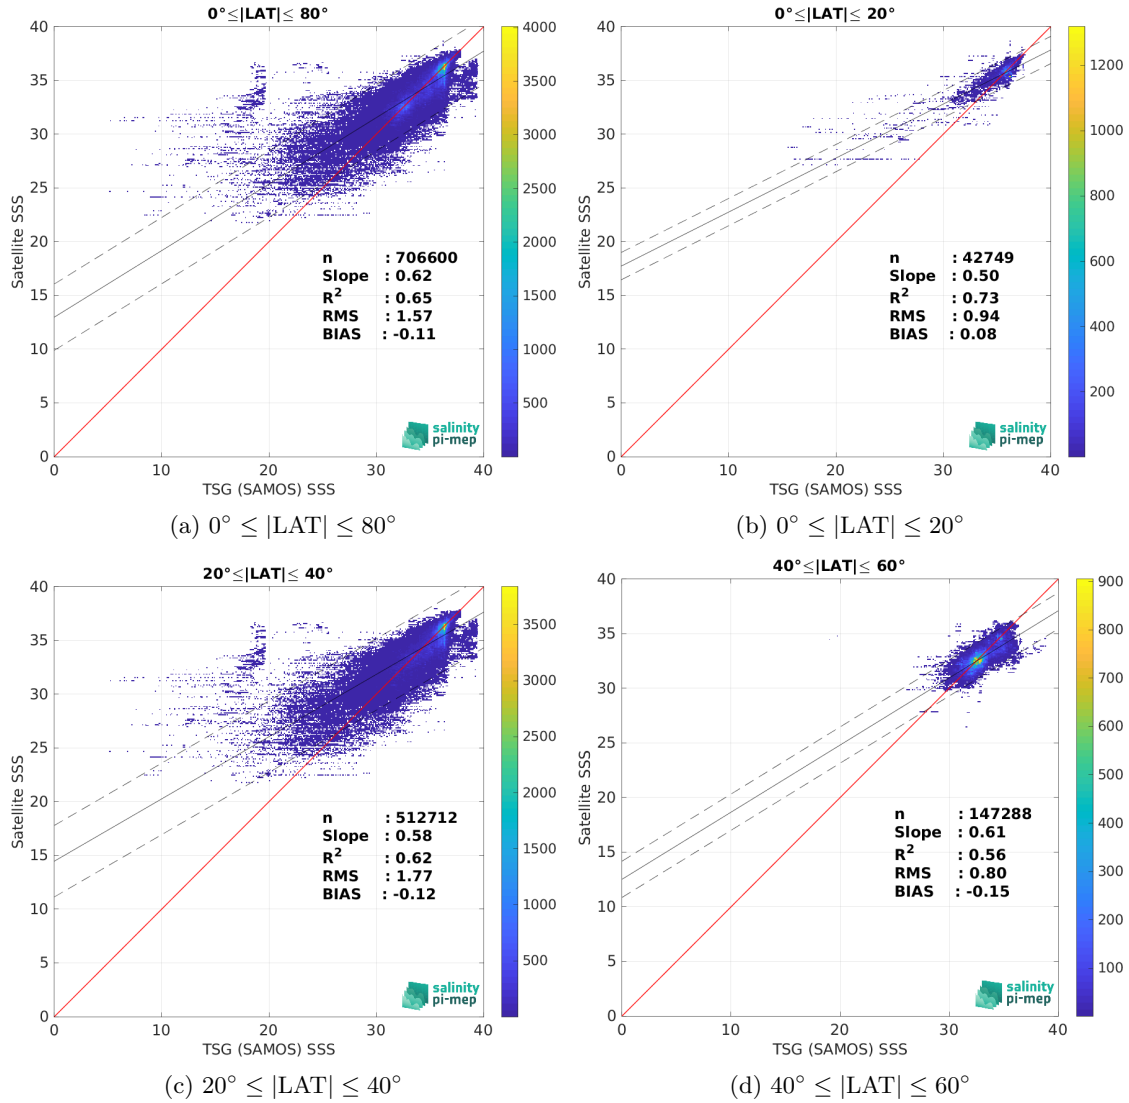 0°≤|LAT|≤ 80°
40
35
30
25
20
15
10
5
0
Satellite SSS
n : 706600
Slope : 0.62
R² : 0.65
RMS : 1.57
BIAS : -0.11
salinity
pi-mep
0 10 20 30 40
TSG (SAMOS) SSS
4000
3500
3000
2500
2000
1500
1000
500
(a) 0° ≤ |LAT| ≤ 80°
0°≤|LAT|≤ 20°
40
35
30
25
20
15
10
5
0
Satellite SSS
n : 42749
Slope : 0.50
R² : 0.73
RMS : 0.94
BIAS : 0.08
salinity
pi-mep
0 10 20 30 40
TSG (SAMOS) SSS
1200
1000
800
600
400
200
(b) 0° ≤ |LAT| ≤ 20°
20°≤|LAT|≤ 40°
40
35
30
25
20
15
10
5
0
Satellite SSS
n : 512712
Slope : 0.58
R² : 0.62
RMS : 1.77
BIAS : -0.12
salinity
pi-mep
0 10 20 30 40
TSG (SAMOS) SSS
3500
3000
2500
2000
1500
1000
500
(c) 20° ≤ |LAT| ≤ 40°
40°≤|LAT|≤ 60°
40
35
30
25
20
15
10
5
0
Satellite SSS
n : 147288
Slope : 0.61
R² : 0.56
RMS : 0.80
BIAS : -0.15
salinity
pi-mep
0 10 20 30 40
TSG (SAMOS) SSS
900
800
700
600
500
400
300
200
100
(d) 40° ≤ |LAT| ≤ 60°